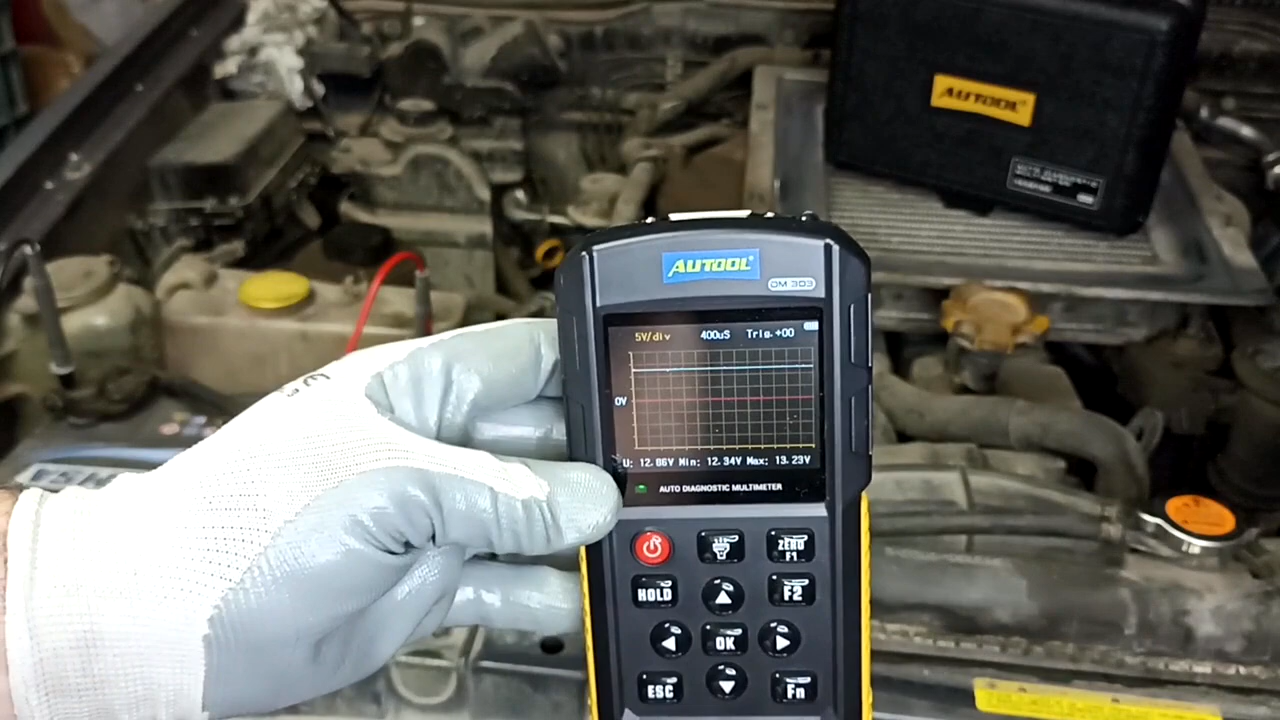 AUTOOL
AUTOOL
DM 303
5V/div 400uS Trig.+00
0V
U: 12.86V Min: 12.34V Max: 13.23V
AUTO DIAGNOSTIC MULTIMETER
ZERO
F1
HOLD
F2
OK
ESC
Fn